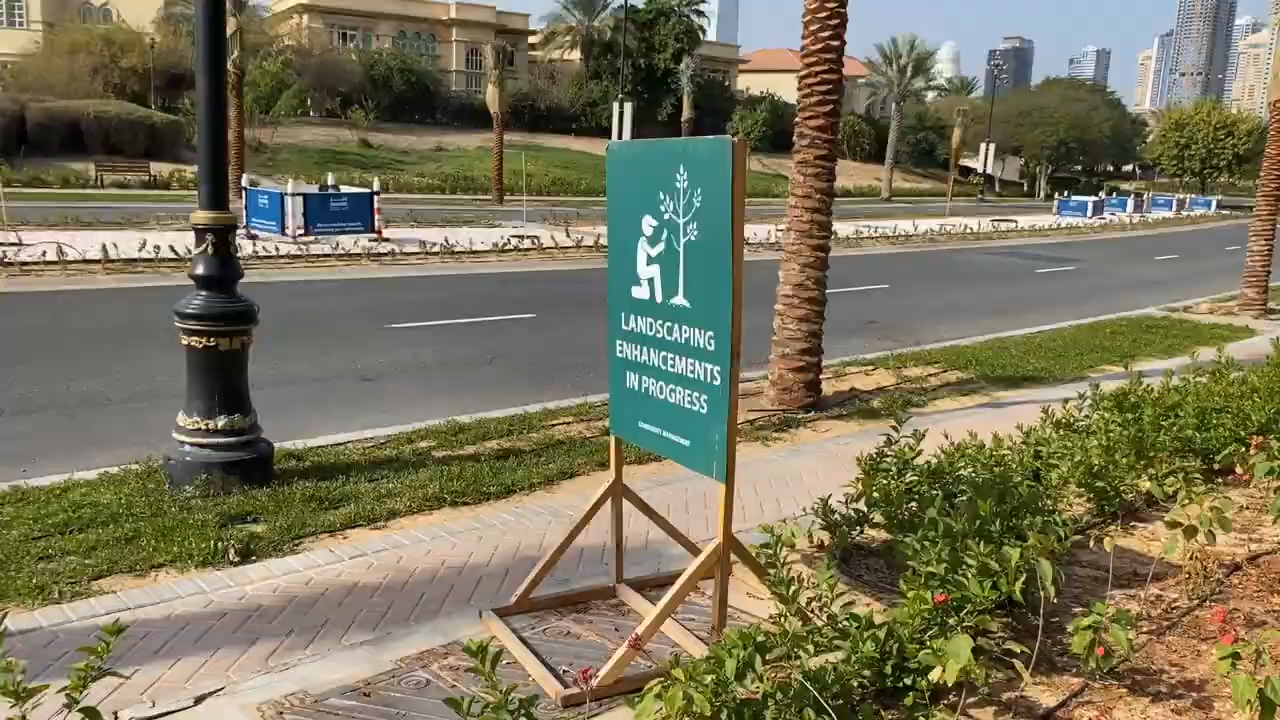 LANDSCAPING
ENHANCEMENTS
IN PROGRESS
COMMUNITY MANAGEMENT